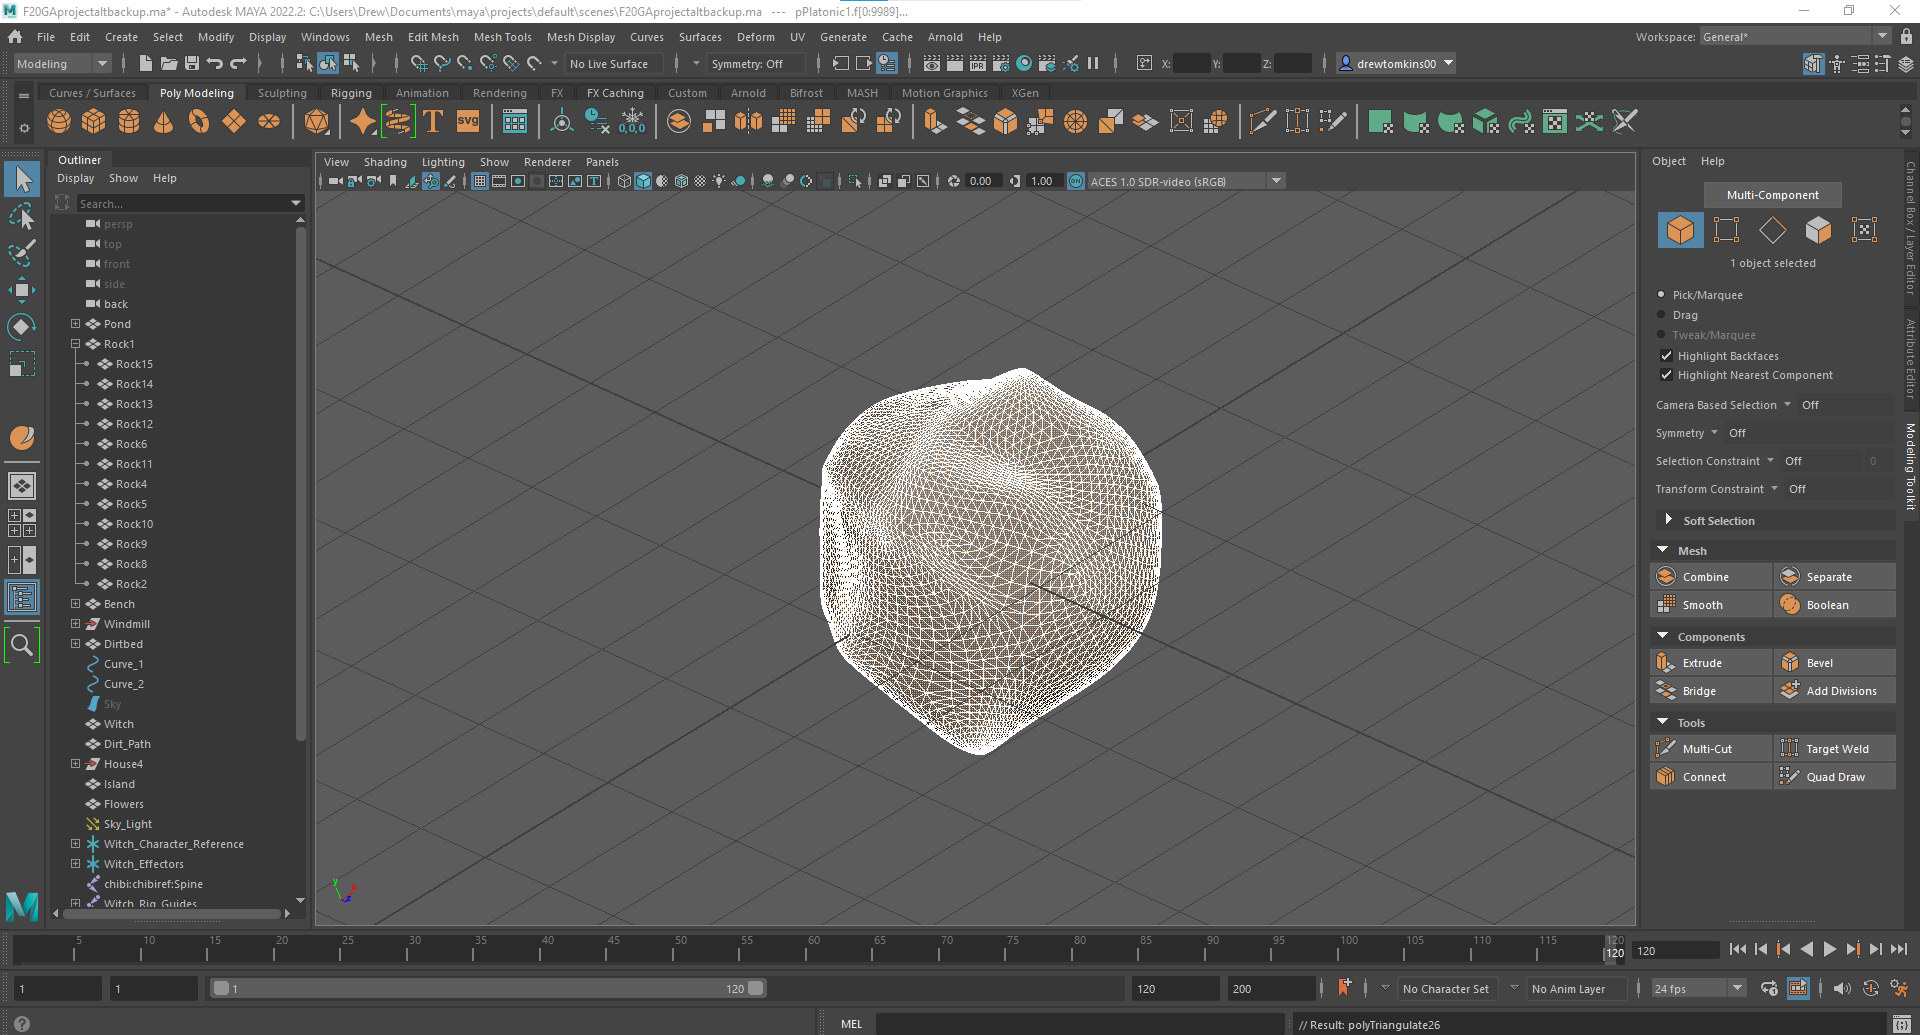 F20GAprojectaltbackup.ma* - Autodesk MAYA 2022.2: C:\Users\Drew\Documents\maya\projects\default\scenes\F20GAprojectaltbackup.ma --- pPlatonic1.f[0:9989]...
File Edit Create Select Modify Display Windows Mesh Edit Mesh Mesh Tools Mesh Display Curves Surfaces Deform UV Generate Cache Arnold Help Workspace: General*
Modeling No Live Surface Symmetry: Off IPR X: Y: Z: drewtomkins00
Curves / Surfaces Poly Modeling Sculpting Rigging Animation Rendering FX FX Caching Custom Arnold Bifrost MASH Motion Graphics XGen
T svg 0,0,0
Outliner
Display Show Help
Search...
persp
top
front
side
back
Pond
Rock1
Rock15
Rock14
Rock13
Rock12
Rock6
Rock11
Rock4
Rock5
Rock10
Rock9
Rock8
Rock2
Bench
Windmill
Dirtbed
Curve_1
Curve_2
Sky
Witch
Dirt_Path
House4
Island
Flowers
Sky_Light
Witch_Character_Reference
Witch_Effectors
chibi:chibiref:Spine
Witch_Rig_Guides
View Shading Lighting Show Renderer Panels
0.00 1.00 ON ACES 1.0 SDR-video (sRGB)
y z
Object Help
Multi-Component
1 object selected
Pick/Marquee
Drag
Tweak/Marquee
Highlight Backfaces
Highlight Nearest Component
Camera Based Selection Off
Symmetry Off
Selection Constraint Off 0
Transform Constraint Off
Soft Selection
Mesh
Combine Separate
Smooth Boolean
Components
Extrude Bevel
Bridge Add Divisions
Tools
Multi-Cut Target Weld
Connect Quad Draw
Channel Box / Layer Editor
Attribute Editor
Modeling Toolkit
5 10 15 20 25 30 35 40 45 50 55 60 65 70 75 80 85 90 95 100 105 110 115 120
120 120
1 1 1 120 120 200 No Character Set No Anim Layer 24 fps
MEL // Result: polyTriangulate26